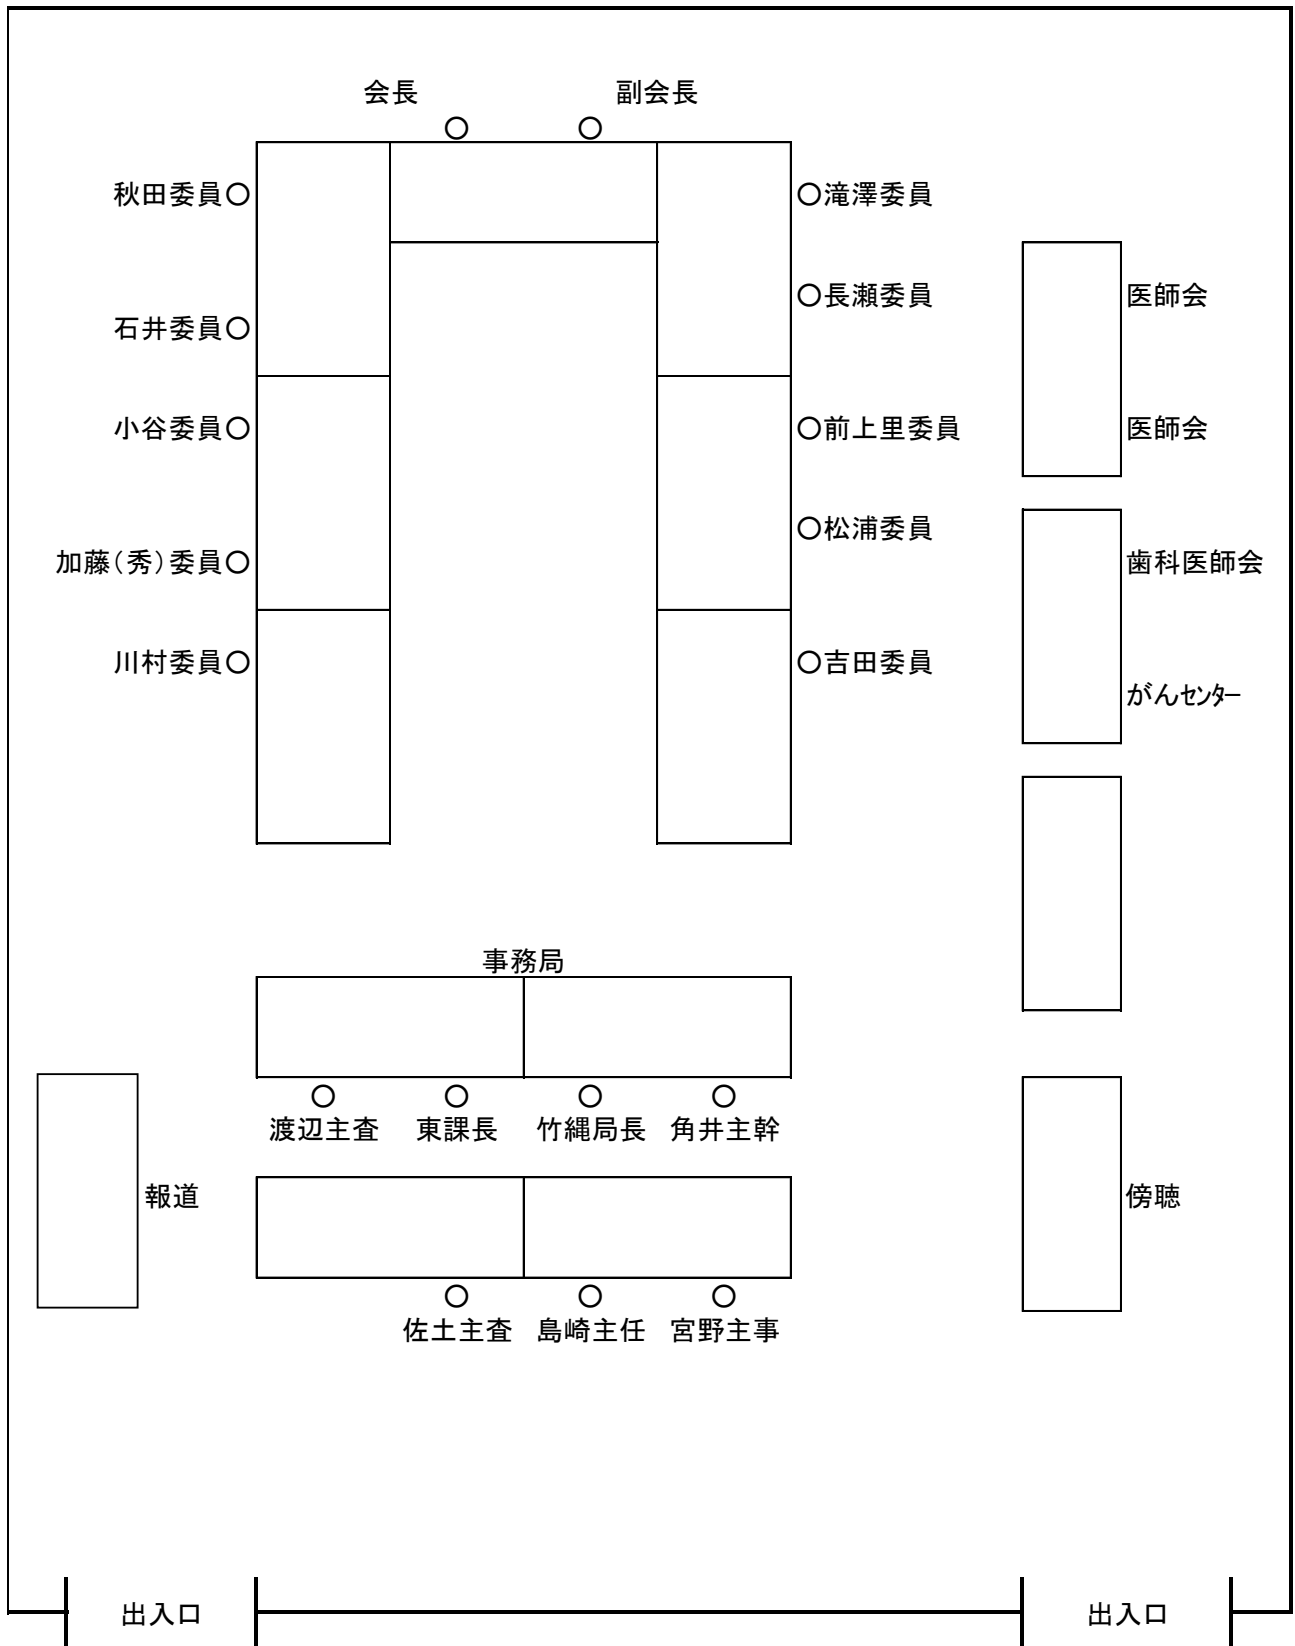 会長 副会長
秋田委員○ ○滝澤委員
○長瀬委員 医師会
石井委員○
小谷委員○ ○前上里委員 医師会
○松浦委員
加藤（秀）委員○ 歯科医師会
川村委員○ ○吉田委員
がんｾﾝﾀｰ
事務局
渡辺主査 東課長 竹縄局長 角井主幹
報道 傍聴
佐土主査 島崎主任 宮野主事
出入口 出入口